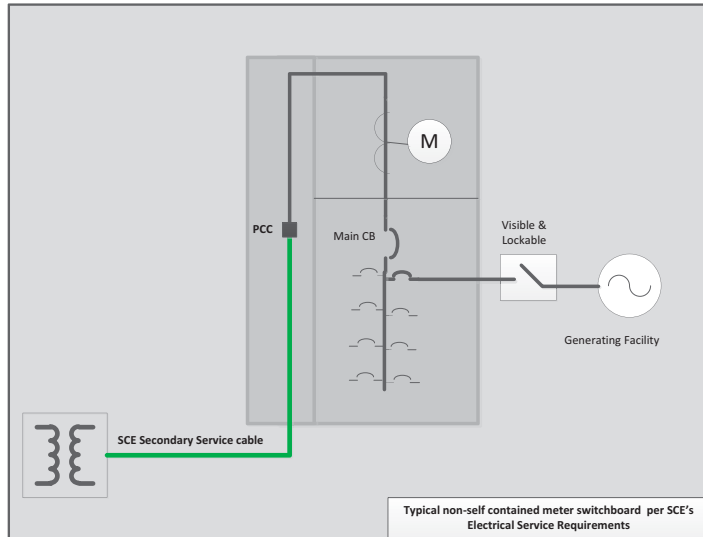 M
PCC
Main CB
Visible &
Lockable
Generating Facility
SCE Secondary Service cable
Typical non-self contained meter switchboard per SCE's
Electrical Service Requirements